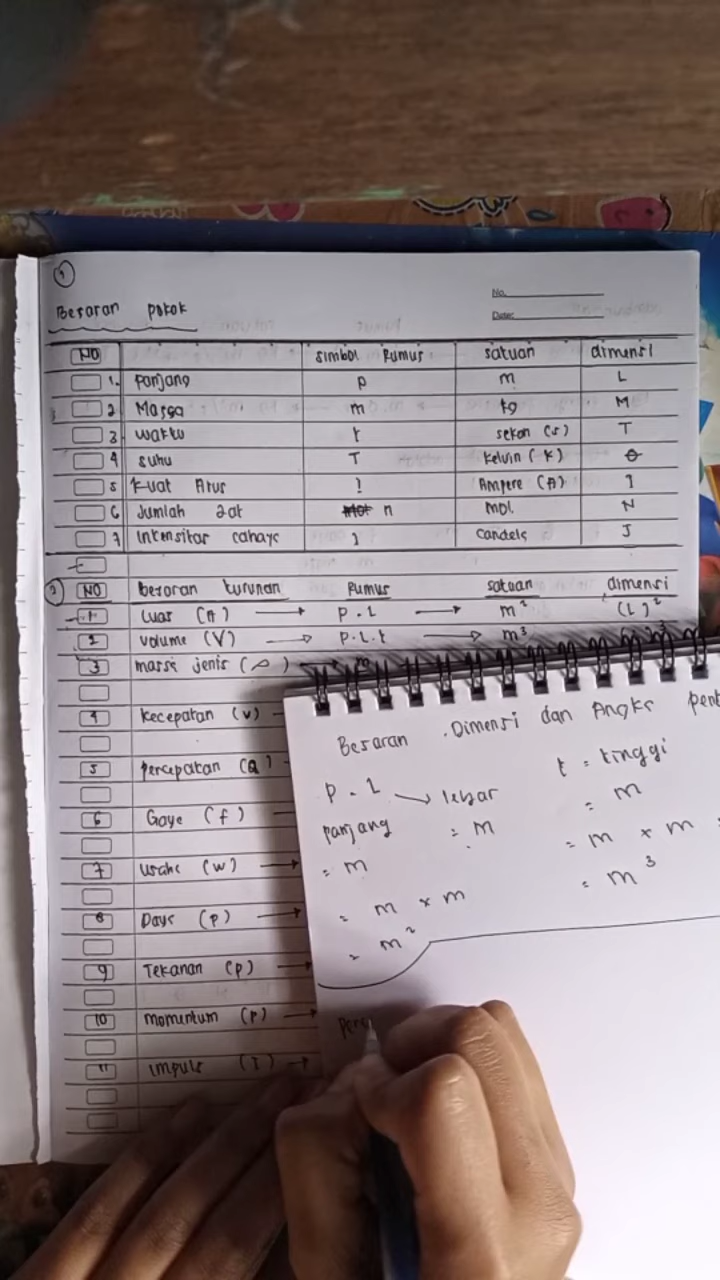 1
Besaran pokok
No.
Date:
NO simbol Rumus satuan dimensi
1. panjang p m L
2 Massa m kg M
3 waktu t sekon (s) T
4 suhu T kelvin (K) θ
5 kuat Arus I Ampere (A) I
6 Jumlah zat n mol N
7 Intensitas cahaya J candela J
2 NO besaran turunan Rumus satuan dimensi
1 Luas (A) → p . l → m² (L)²
2 volume (V) → p.l.t → m³
3 massa jenis
4 kecepatan (v)
5 percepatan (a
6 Gaya (f)
7 usaha (w) →
8 Daya (p) →
9 Tekanan (p) →
10 momentum (p) →
11 impuls (I) →
Besaran . Dimensi dan Angka
p . l → lebar t = tinggi
panjang = m = m
= m = m × m
= m × m = m³
= m²